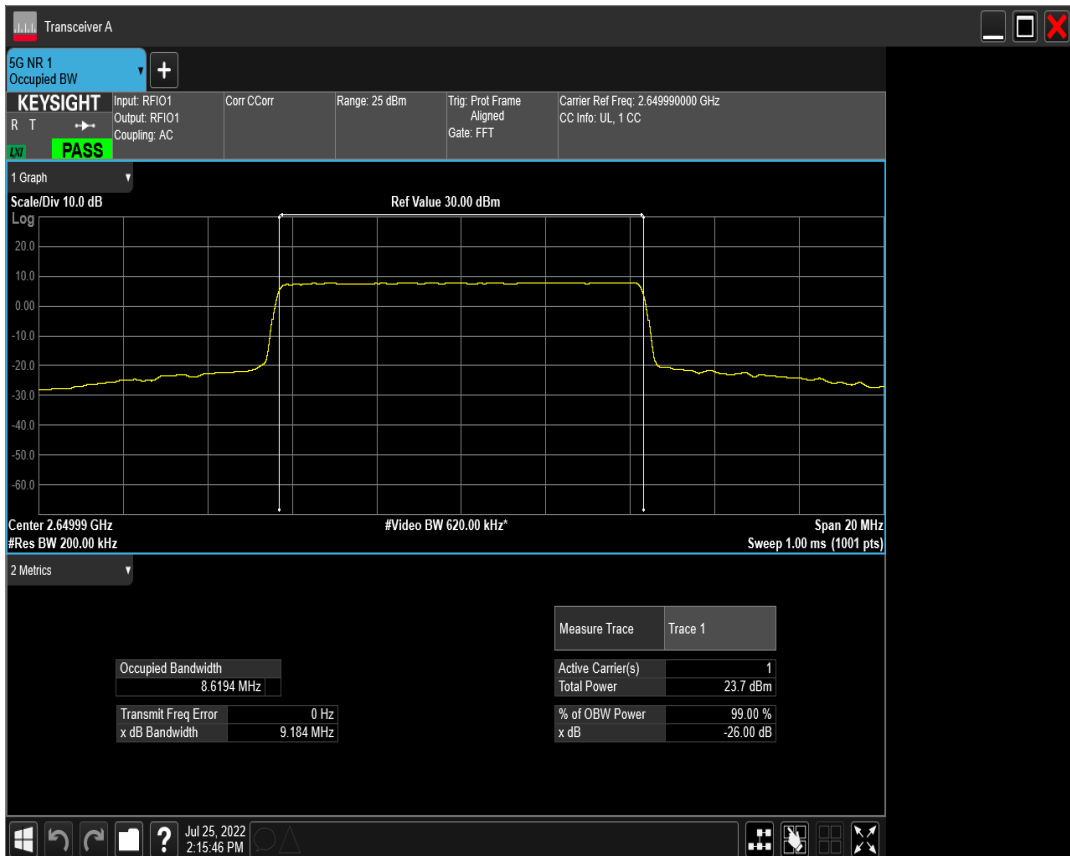 Transceiver A
5G NR 1
Occupied BW
+
KEYSIGHT
R T
LXI
PASS
Input: RFIO1
Output: RFIO1
Coupling: AC
Corr CCorr
Range: 25 dBm
Trig: Prot Frame
Aligned
Gate: FFT
Carrier Ref Freq: 2.649990000 GHz
CC Info: UL, 1 CC
1 Graph
Scale/Div 10.0 dB
Ref Value 30.00 dBm
Log
20.0
10.0
0.00
-10.0
-20.0
-30.0
-40.0
-50.0
-60.0
Center 2.64999 GHz
#Video BW 620.00 kHz*
Span 20 MHz
#Res BW 200.00 kHz
Sweep 1.00 ms (1001 pts)
2 Metrics
Measure Trace Trace 1
Occupied Bandwidth
8.6194 MHz
Transmit Freq Error 0 Hz
x dB Bandwidth 9.184 MHz
Active Carrier(s) 1
Total Power 23.7 dBm
% of OBW Power 99.00 %
x dB -26.00 dB
?
Jul 25, 2022
2:15:46 PM